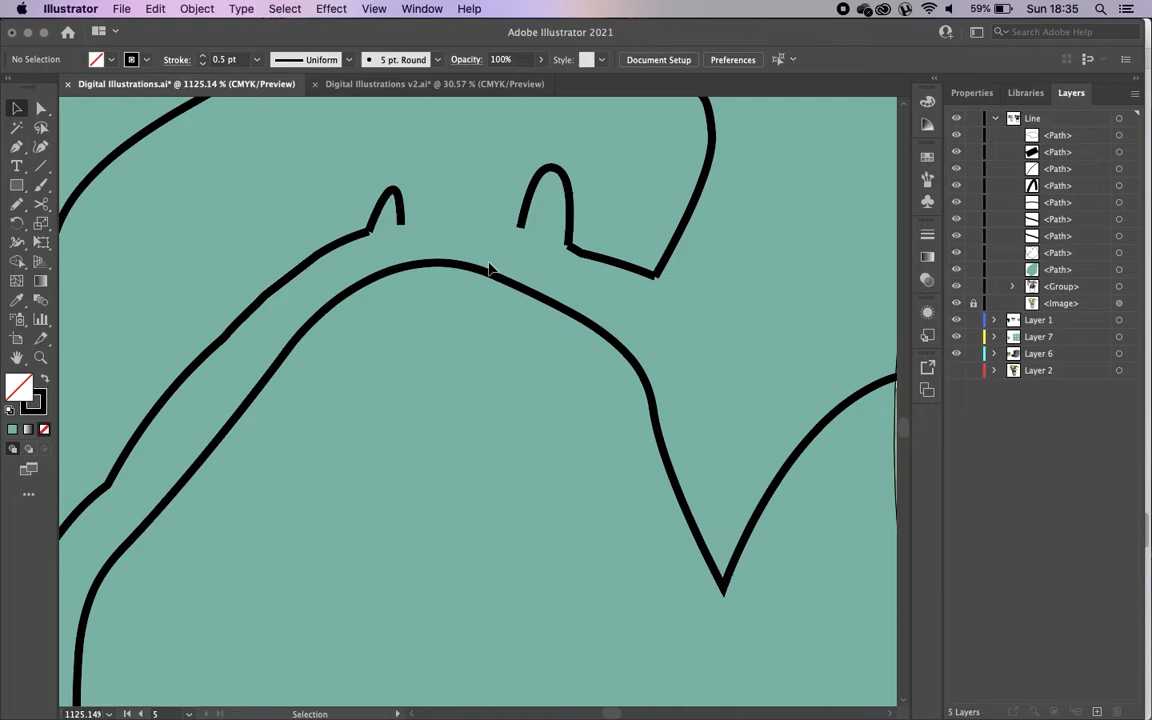 Illustrator File Edit Object Type Select Effect View Window Help 59% Sun 18:35
Adobe Illustrator 2021 Search Adobe Help
No Selection Stroke: 0.5 pt Uniform 5 pt. Round Opacity: 100% Style: Document Setup Preferences
× Digital Illustrations.ai* @ 1125.14 % (CMYK/Preview) × Digital Illustrations v2.ai* @ 30.57 % (CMYK/Preview)
Properties Libraries Layers
Line
<Path>
<Path>
<Path>
<Path>
<Path>
<Path>
<Path>
<Path>
<Path>
<Group>
<Image>
Layer 1
Layer 7
Layer 6
Layer 2
1125.14% 5 Selection 5 Layers